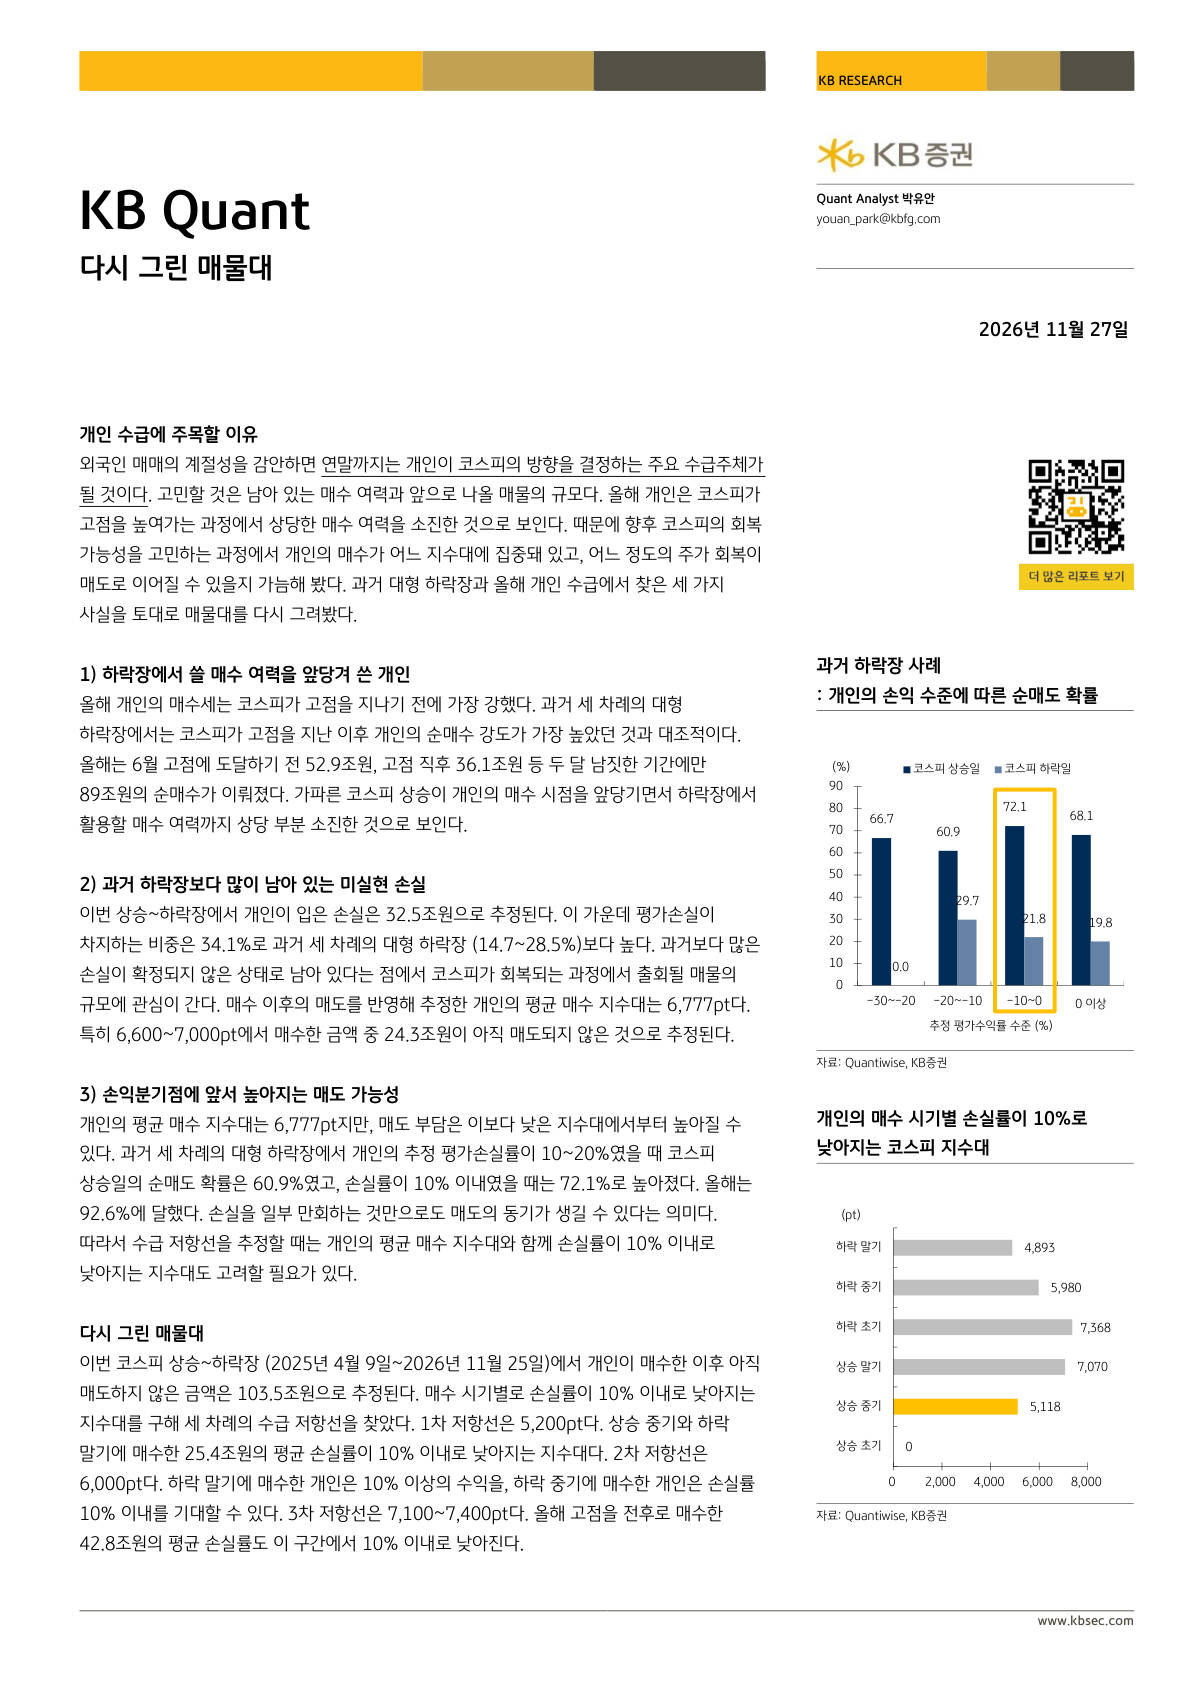 KB RESEARCH
KB증권
KB Quant
다시 그린 매물대
Quant Analyst 박유안
youan_park@kbfg.com
2026년 11월 27일
개인 수급에 주목할 이유
외국인 매매의 계절성을 감안하면 연말까지는 개인이 코스피의 방향을 결정하는 주요 수급주체가
될 것이다. 고민할 것은 남아 있는 매수 여력과 앞으로 나올 매물의 규모다. 올해 개인은 코스피가
고점을 높여가는 과정에서 상당한 매수 여력을 소진한 것으로 보인다. 때문에 향후 코스피의 회복
가능성을 고민하는 과정에서 개인의 매수가 어느 지수대에 집중돼 있고, 어느 정도의 주가 회복이
매도로 이어질 수 있을지 가늠해 봤다. 과거 대형 하락장과 올해 개인 수급에서 찾은 세 가지
사실을 토대로 매물대를 다시 그려봤다.
1) 하락장에서 쓸 매수 여력을 앞당겨 쓴 개인
올해 개인의 매수세는 코스피가 고점을 지나기 전에 가장 강했다. 과거 세 차례의 대형
하락장에서는 코스피가 고점을 지난 이후 개인의 순매수 강도가 가장 높았던 것과 대조적이다.
올해는 6월 고점에 도달하기 전 52.9조원, 고점 직후 36.1조원 등 두 달 남짓한 기간에만
89조원의 순매수가 이뤄졌다. 가파른 코스피 상승이 개인의 매수 시점을 앞당기면서 하락장에서
활용할 매수 여력까지 상당 부분 소진한 것으로 보인다.
2) 과거 하락장보다 많이 남아 있는 미실현 손실
이번 상승~하락장에서 개인이 입은 손실은 32.5조원으로 추정된다. 이 가운데 평가손실이
차지하는 비중은 34.1%로 과거 세 차례의 대형 하락장 (14.7~28.5%)보다 높다. 과거보다 많은
손실이 확정되지 않은 상태로 남아 있다는 점에서 코스피가 회복되는 과정에서 출회될 매물의
규모에 관심이 간다. 매수 이후의 매도를 반영해 추정한 개인의 평균 매수 지수대는 6,777pt다.
특히 6,600~7,000pt에서 매수한 금액 중 24.3조원이 아직 매도되지 않은 것으로 추정된다.
3) 손익분기점에 앞서 높아지는 매도 가능성
개인의 평균 매수 지수대는 6,777pt지만, 매도 부담은 이보다 낮은 지수대에서부터 높아질 수
있다. 과거 세 차례의 대형 하락장에서 개인의 추정 평가손실률이 10~20%였을 때 코스피
상승일의 순매도 확률은 60.9%였고, 손실률이 10% 이내였을 때는 72.1%로 높아졌다. 올해는
92.6%에 달했다. 손실을 일부 만회하는 것만으로도 매도의 동기가 생길 수 있다는 의미다.
따라서 수급 저항선을 추정할 때는 개인의 평균 매수 지수대와 함께 손실률이 10% 이내로
낮아지는 지수대도 고려할 필요가 있다.
다시 그린 매물대
이번 코스피 상승~하락장 (2025년 4월 9일~2026년 11월 25일)에서 개인이 매수한 이후 아직
매도하지 않은 금액은 103.5조원으로 추정된다. 매수 시기별로 손실률이 10% 이내로 낮아지는
지수대를 구해 세 차례의 수급 저항선을 찾았다. 1차 저항선은 5,200pt다. 상승 중기와 하락
말기에 매수한 25.4조원의 평균 손실률이 10% 이내로 낮아지는 지수대다. 2차 저항선은
6,000pt다. 하락 말기에 매수한 개인은 10% 이상의 수익을, 하락 중기에 매수한 개인은 손실률
10% 이내를 기대할 수 있다. 3차 저항선은 7,100~7,400pt다. 올해 고점을 전후로 매수한
42.8조원의 평균 손실률도 이 구간에서 10% 이내로 낮아진다.
더 많은 리포트 보기
과거 하락장 사례
: 개인의 손익 수준에 따른 순매도 확률
(%)
■코스피 상승일 ■코스피 하락일
90
80
70
60
50
40
30
20
10
0
66.7
0.0
60.9
29.7
72.1
21.8
68.1
19.8
-30~-20
-20~-10
-10~0
0 이상
추정 평가수익률 수준 (%)
자료: Quantiwise, KB증권
개인의 매수 시기별 손실률이 10%로
낮아지는 코스피 지수대
(pt)
하락 말기 4,893
하락 중기 5,980
하락 초기 7,368
상승 말기 7,070
상승 중기 5,118
상승 초기 0
0 2,000 4,000 6,000 8,000
자료: Quantiwise, KB증권
www.kbsec.com